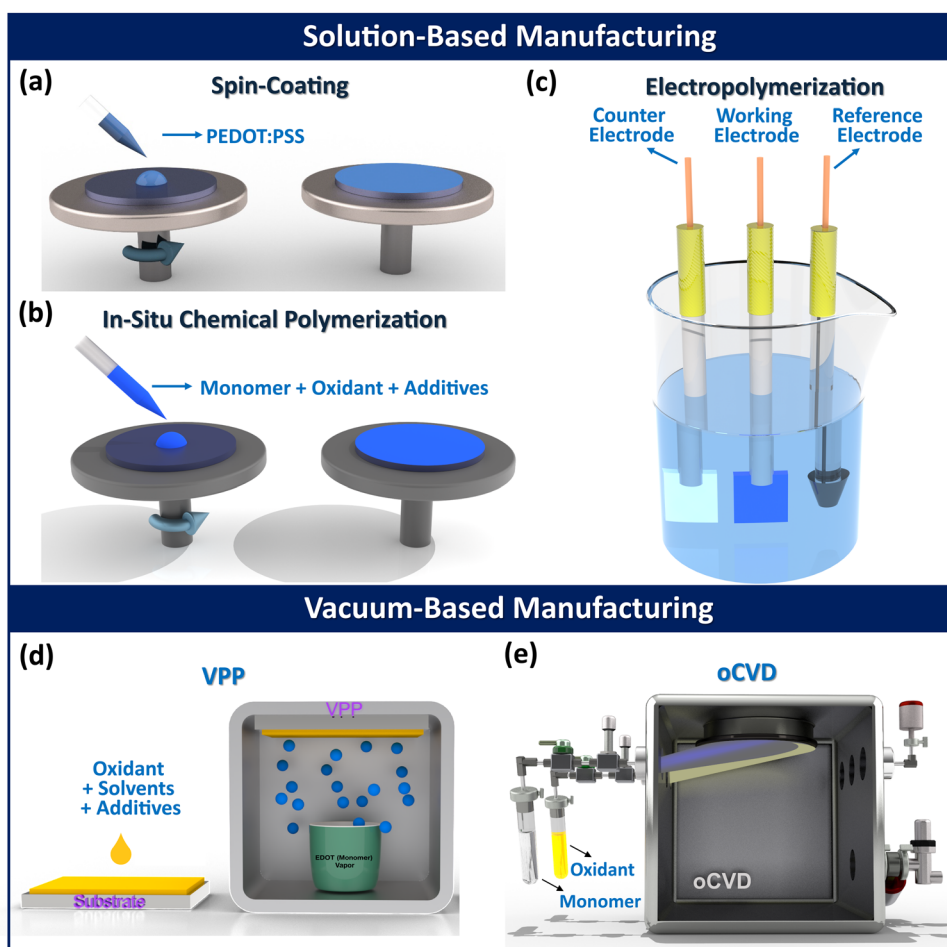 Solution-Based Manufacturing
(a)
Spin-Coating
PEDOT:PSS
(b)
In-Situ Chemical Polymerization
Monomer + Oxidant + Additives
(c)
Electropolymerization
Counter
Electrode
Working
Electrode
Reference
Electrode
Vacuum-Based Manufacturing
(d)
VPP
Oxidant
+ Solvents
+ Additives
Substrate
VPP
EDOT (Monomer)
Vapor
(e)
oCVD
Oxidant
Monomer
oCVD